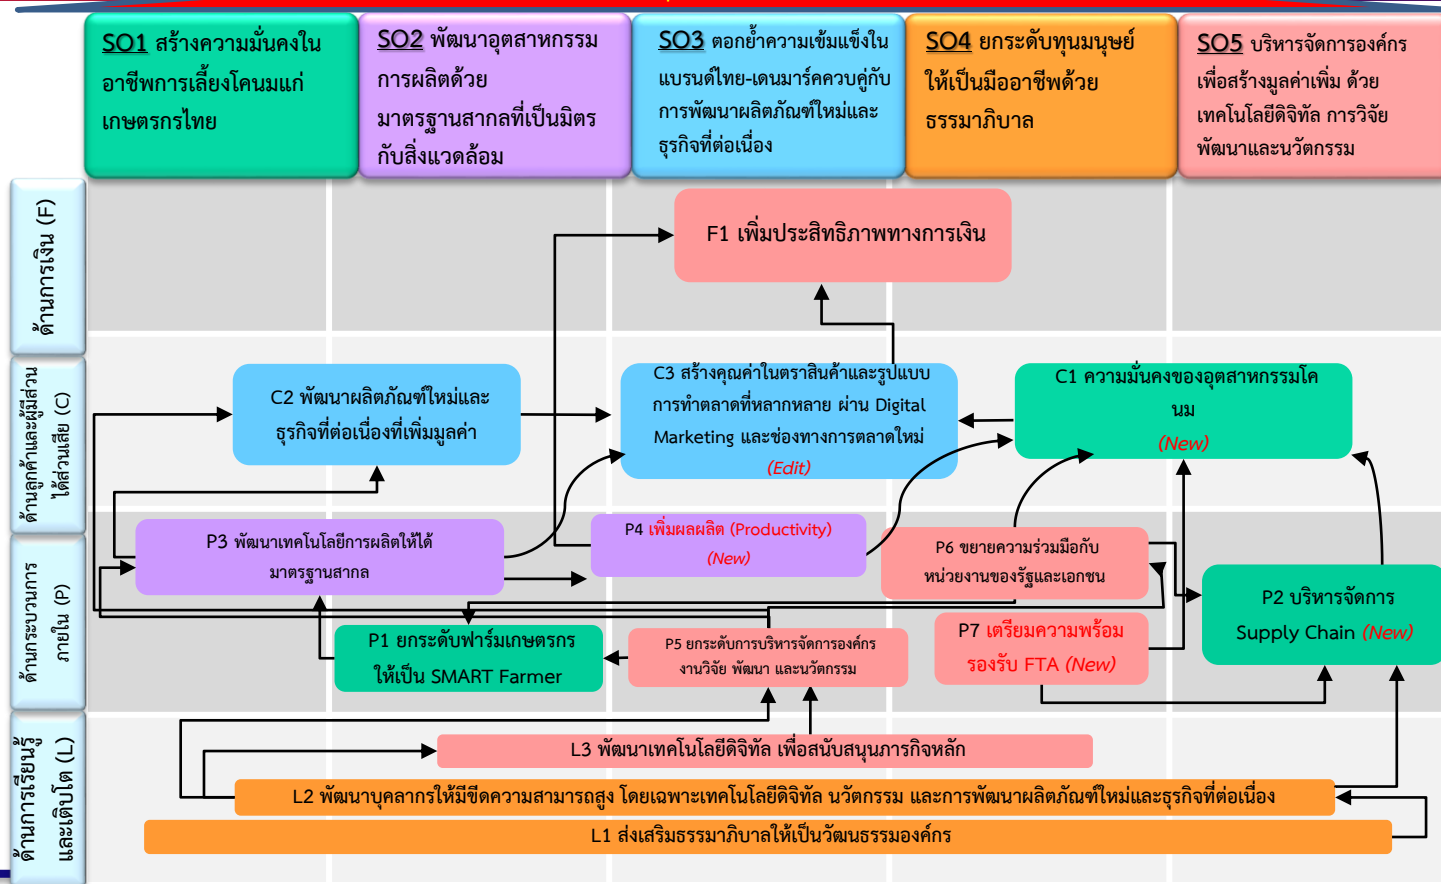 SO1 สร้างความมั่นคงใน
อาชีพการเลี้ยงโคนมแก่
เกษตรกรไทย
SO2 พัฒนาอุตสาหกรรม
การผลิตด้วย
มาตรฐานสากลที่เป็นมิตร
กับสิ่งแวดล้อม
SO3 ตอกย้ำความเข้มแข็งใน
แบรนด์ไทย-เดนมาร์คควบคู่กับ
การพัฒนาผลิตภัณฑ์ใหม่และ
ธุรกิจที่ต่อเนื่อง
SO4 ยกระดับทุนมนุษย์
ให้เป็นมืออาชีพด้วย
ธรรมาภิบาล
SO5 บริหารจัดการองค์กร
เพื่อสร้างมูลค่าเพิ่ม ด้วย
เทคโนโลยีดิจิทัล การวิจัย
พัฒนาและนวัตกรรม
ด้านการเงิน (F)
F1 เพิ่มประสิทธิภาพทางการเงิน
ด้านลูกค้าและผู้มีส่วน
ได้ส่วนเสีย (C)
C2 พัฒนาผลิตภัณฑ์ใหม่และ
ธุรกิจที่ต่อเนื่องที่เพิ่มมูลค่า
C3 สร้างคุณค่าในตราสินค้าและรูปแบบ
การทำตลาดที่หลากหลาย ผ่าน Digital
Marketing และช่องทางการตลาดใหม่
(Edit)
C1 ความมั่นคงของอุตสาหกรรมโค
นม
(New)
ด้านกระบวนการ
ภายใน (P)
P3 พัฒนาเทคโนโลยีการผลิตให้ได้
มาตรฐานสากล
P4 เพิ่มผลผลิต (Productivity)
(New)
P6 ขยายความร่วมมือกับ
หน่วยงานของรัฐและเอกชน
P2 บริหารจัดการ
Supply Chain (New)
P1 ยกระดับฟาร์มเกษตรกร
ให้เป็น SMART Farmer
P5 ยกระดับการบริหารจัดการองค์กร
งานวิจัย พัฒนา และนวัตกรรม
P7 เตรียมความพร้อม
รองรับ FTA (New)
ด้านการเรียนรู้
และเติบโต (L)
L3 พัฒนาเทคโนโลยีดิจิทัล เพื่อสนับสนุนภารกิจหลัก
L2 พัฒนาบุคลากรให้มีขีดความสามารถสูง โดยเฉพาะเทคโนโลยีดิจิทัล นวัตกรรม และการพัฒนาผลิตภัณฑ์ใหม่และธุรกิจที่ต่อเนื่อง
L1 ส่งเสริมธรรมาภิบาลให้เป็นวัฒนธรรมองค์กร